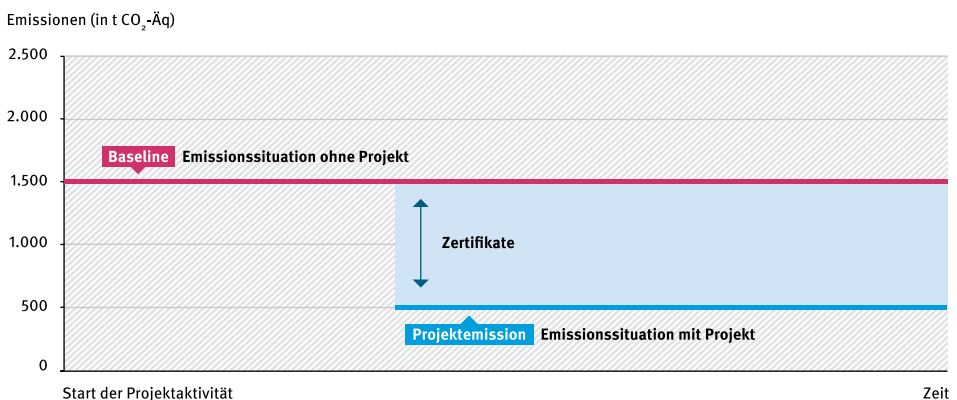 Emissionen (in t CO₂-Äq)
2.500
2.000
Baseline Emissionssituation ohne Projekt
1.500
1.000
Zertifikate
500
Projektemission Emissionssituation mit Projekt
0
Start der Projektaktivität
Zeit